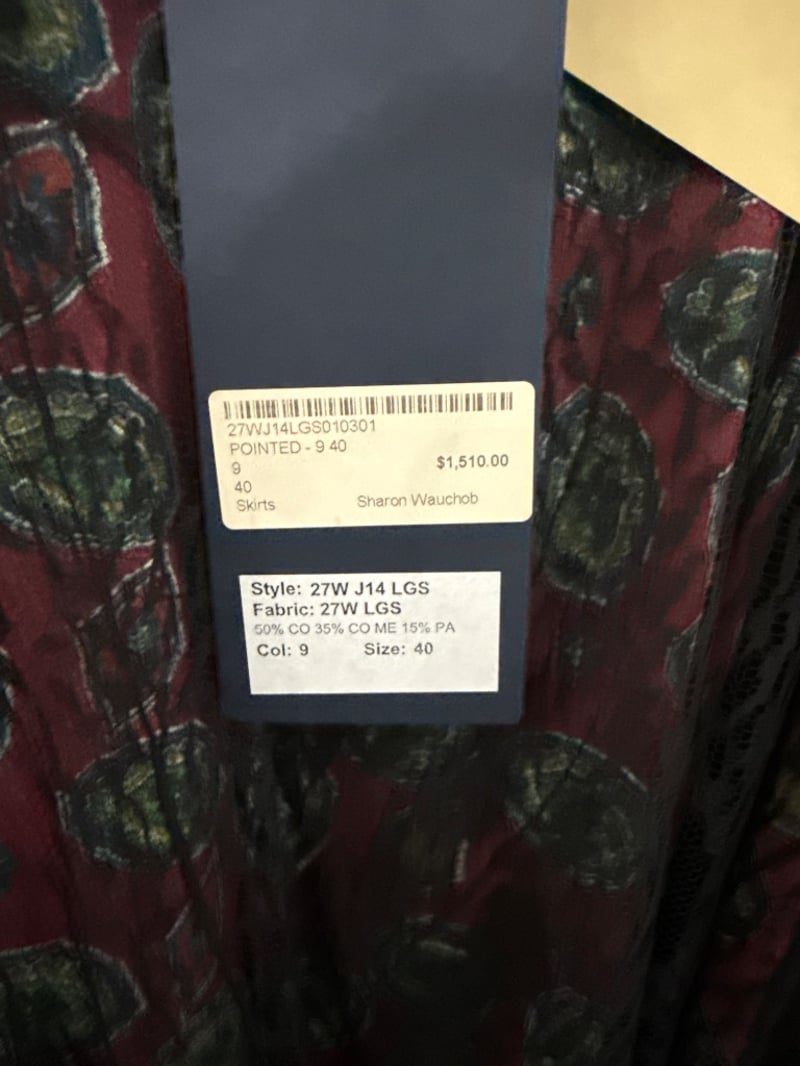 27WJ14LGS010301
POINTED - 9 40
9
$1,510.00
40
Skirts Sharon Wauchob
Style: 27W J14 LGS
Fabric: 27W LGS
50% CO 35% CO ME 15% PA
Col: 9 Size: 40